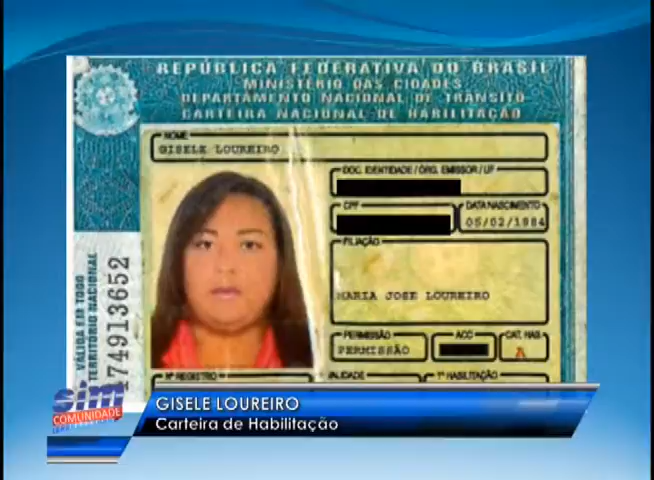 REPÚBLICA FEDERATIVA DO BRASIL
MINISTÉRIO DAS CIDADES
DEPARTAMENTO NACIONAL DE TRÂNSITO
CARTEIRA NACIONAL DE HABILITAÇÃO
NOME
GISELE LOUREIRO
DOC. IDENTIDADE / ÓRG. EMISSOR / UF
CPF
DATA NASCIMENTO
05/02/1984
FILIAÇÃO
MARIA JOSE LOUREIRO
PERMISSÃO
ACC
CAT. HAB.
PERMISSÃO
A
Nº REGISTRO
VALIDADE
1ª HABILITAÇÃO
VÁLIDA EM TODO
TERRITÓRIO NACIONAL
174913652
sim
COMUNIDADE
GISELE LOUREIRO
Carteira de Habilitação